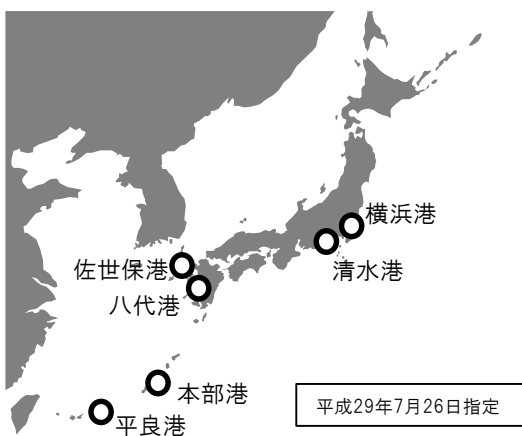 横浜港
佐世保港
清水港
八代港
本部港
平良港
平成29年7月26日指定